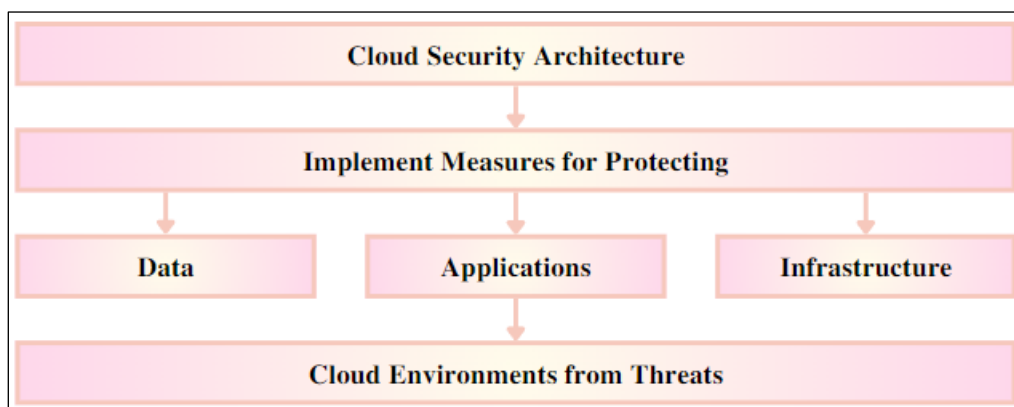 Cloud Security Architecture
Implement Measures for Protecting
Data
Applications
Infrastructure
Cloud Environments from Threats